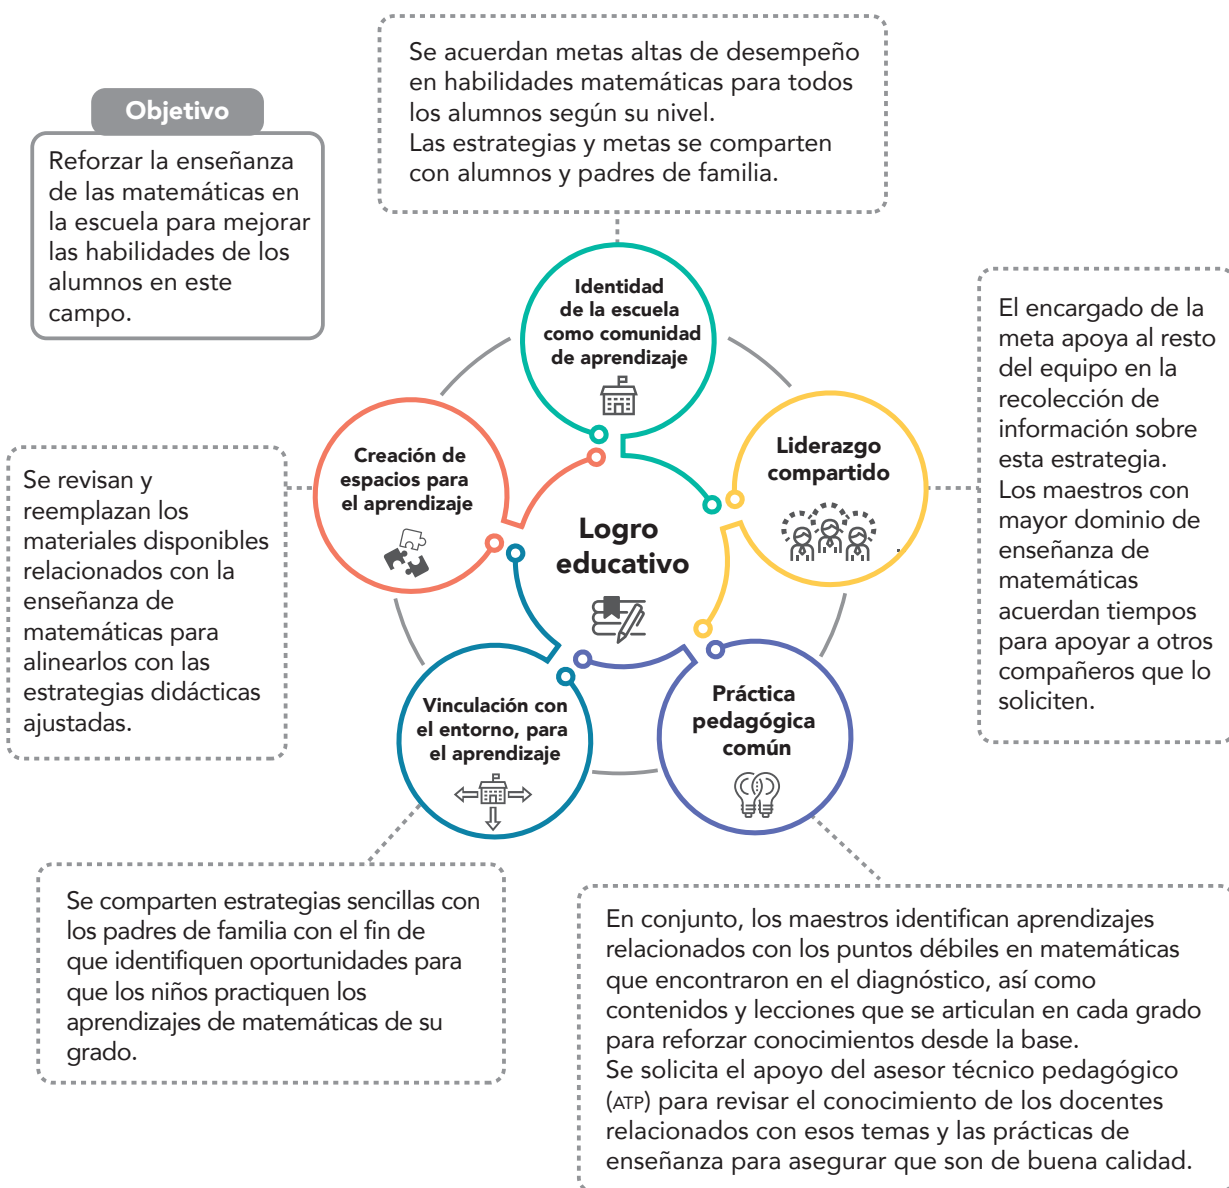 Se acuerdan metas altas de desempeño
en habilidades matemáticas para todos
los alumnos según su nivel.
Las estrategias y metas se comparten
con alumnos y padres de familia.
Objetivo
Reforzar la enseñanza
de las matemáticas en
la escuela para mejorar
las habilidades de los
alumnos en este
campo.
Identidad
de la escuela
como comunidad
de aprendizaje
El encargado de la
meta apoya al resto
del equipo en la
recolección de
información sobre
esta estrategia.
Los maestros con
mayor dominio de
enseñanza de
matemáticas
acuerdan tiempos
para apoyar a otros
compañeros que lo
soliciten.
Liderazgo
compartido
Creación de
espacios para
el aprendizaje
Se revisan y
reemplazan los
materiales disponibles
relacionados con la
enseñanza de
matemáticas para
alinearlos con las
estrategias didácticas
ajustadas.
Logro
educativo
Vinculación con
el entorno, para
el aprendizaje
Práctica
pedagógica
común
Se comparten estrategias sencillas con
los padres de familia con el fin de
que identifiquen oportunidades para
que los niños practiquen los
aprendizajes de matemáticas de su
grado.
En conjunto, los maestros identifican aprendizajes
relacionados con los puntos débiles en matemáticas
que encontraron en el diagnóstico, así como
contenidos y lecciones que se articulan en cada grado
para reforzar conocimientos desde la base.
Se solicita el apoyo del asesor técnico pedagógico
(ATP) para revisar el conocimiento de los docentes
relacionados con esos temas y las prácticas de
enseñanza para asegurar que son de buena calidad.